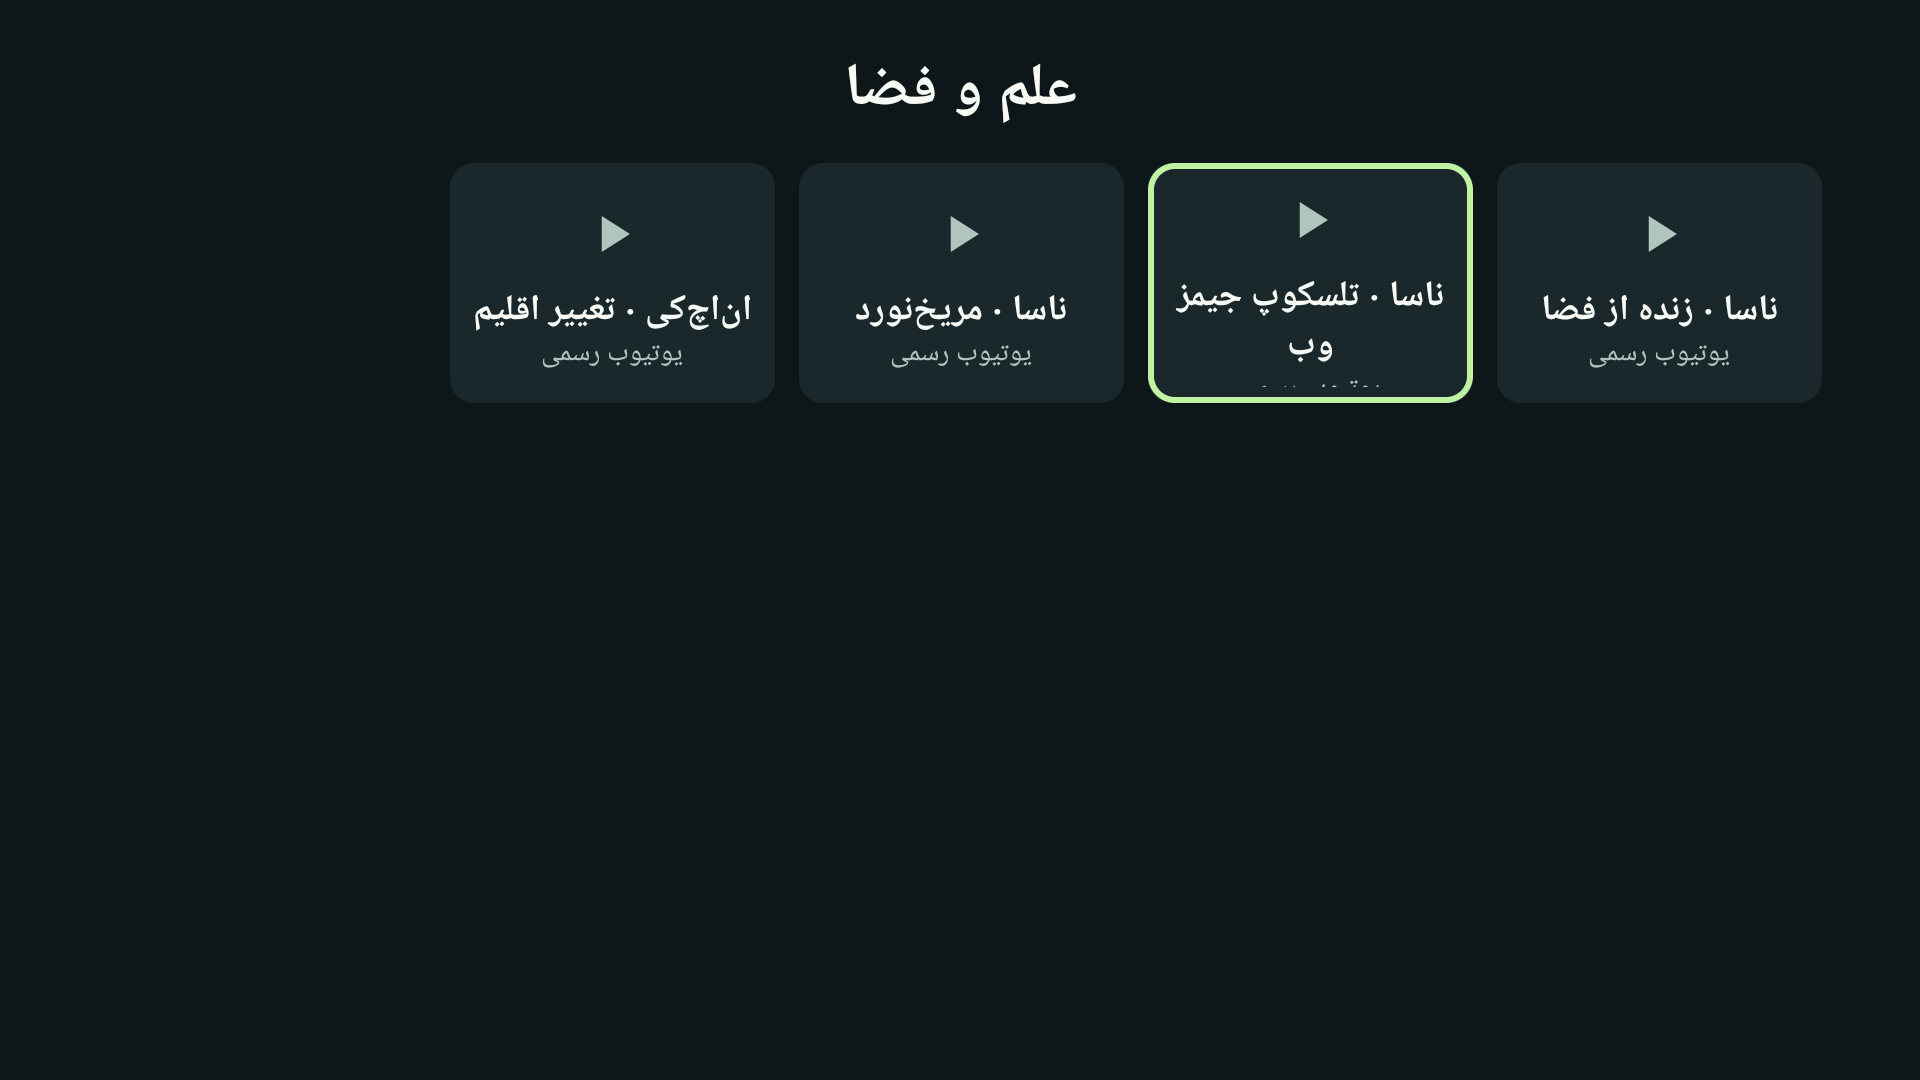 علم و فضا
ناسا · زنده از فضا
یوتیوب رسمی
ناسا · تلسکوپ جیمز
وب
ناسا · مریخ‌نورد
یوتیوب رسمی
ان‌اچ‌کی · تغییر اقلیم
یوتیوب رسمی